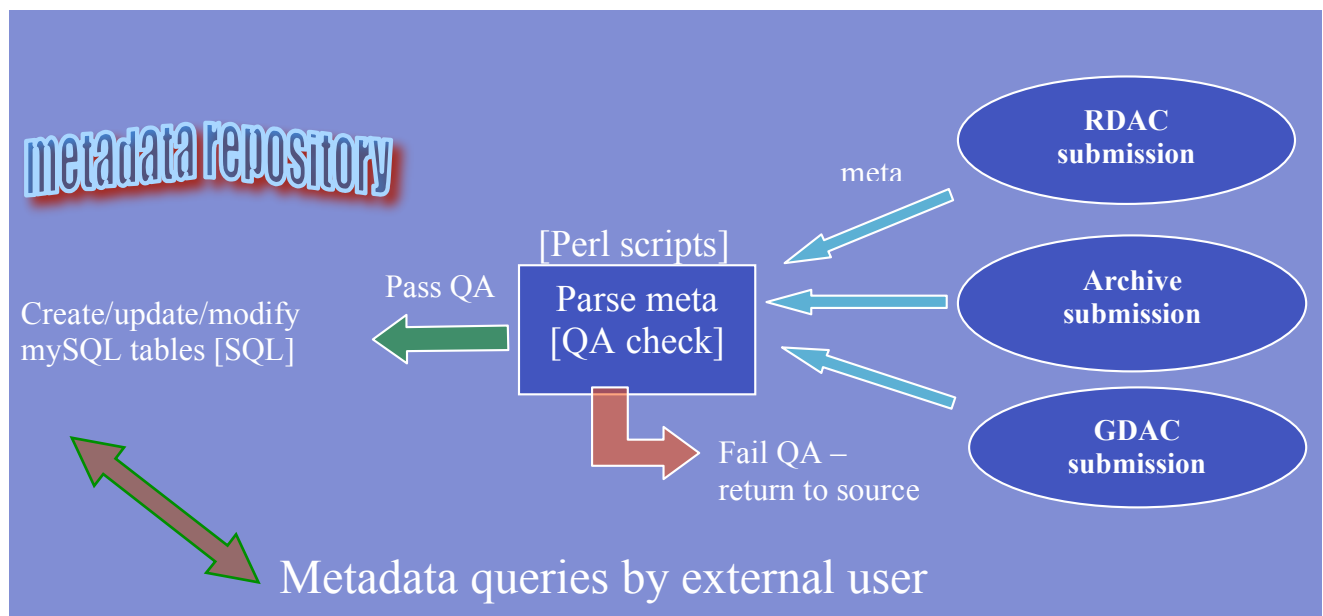 metadata repository
RDAC
submission
meta
[Perl scripts]
Parse meta
[QA check]
Pass QA
Create/update/modify
mySQL tables [SQL]
Archive
submission
GDAC
submission
Fail QA –
return to source
Metadata queries by external user